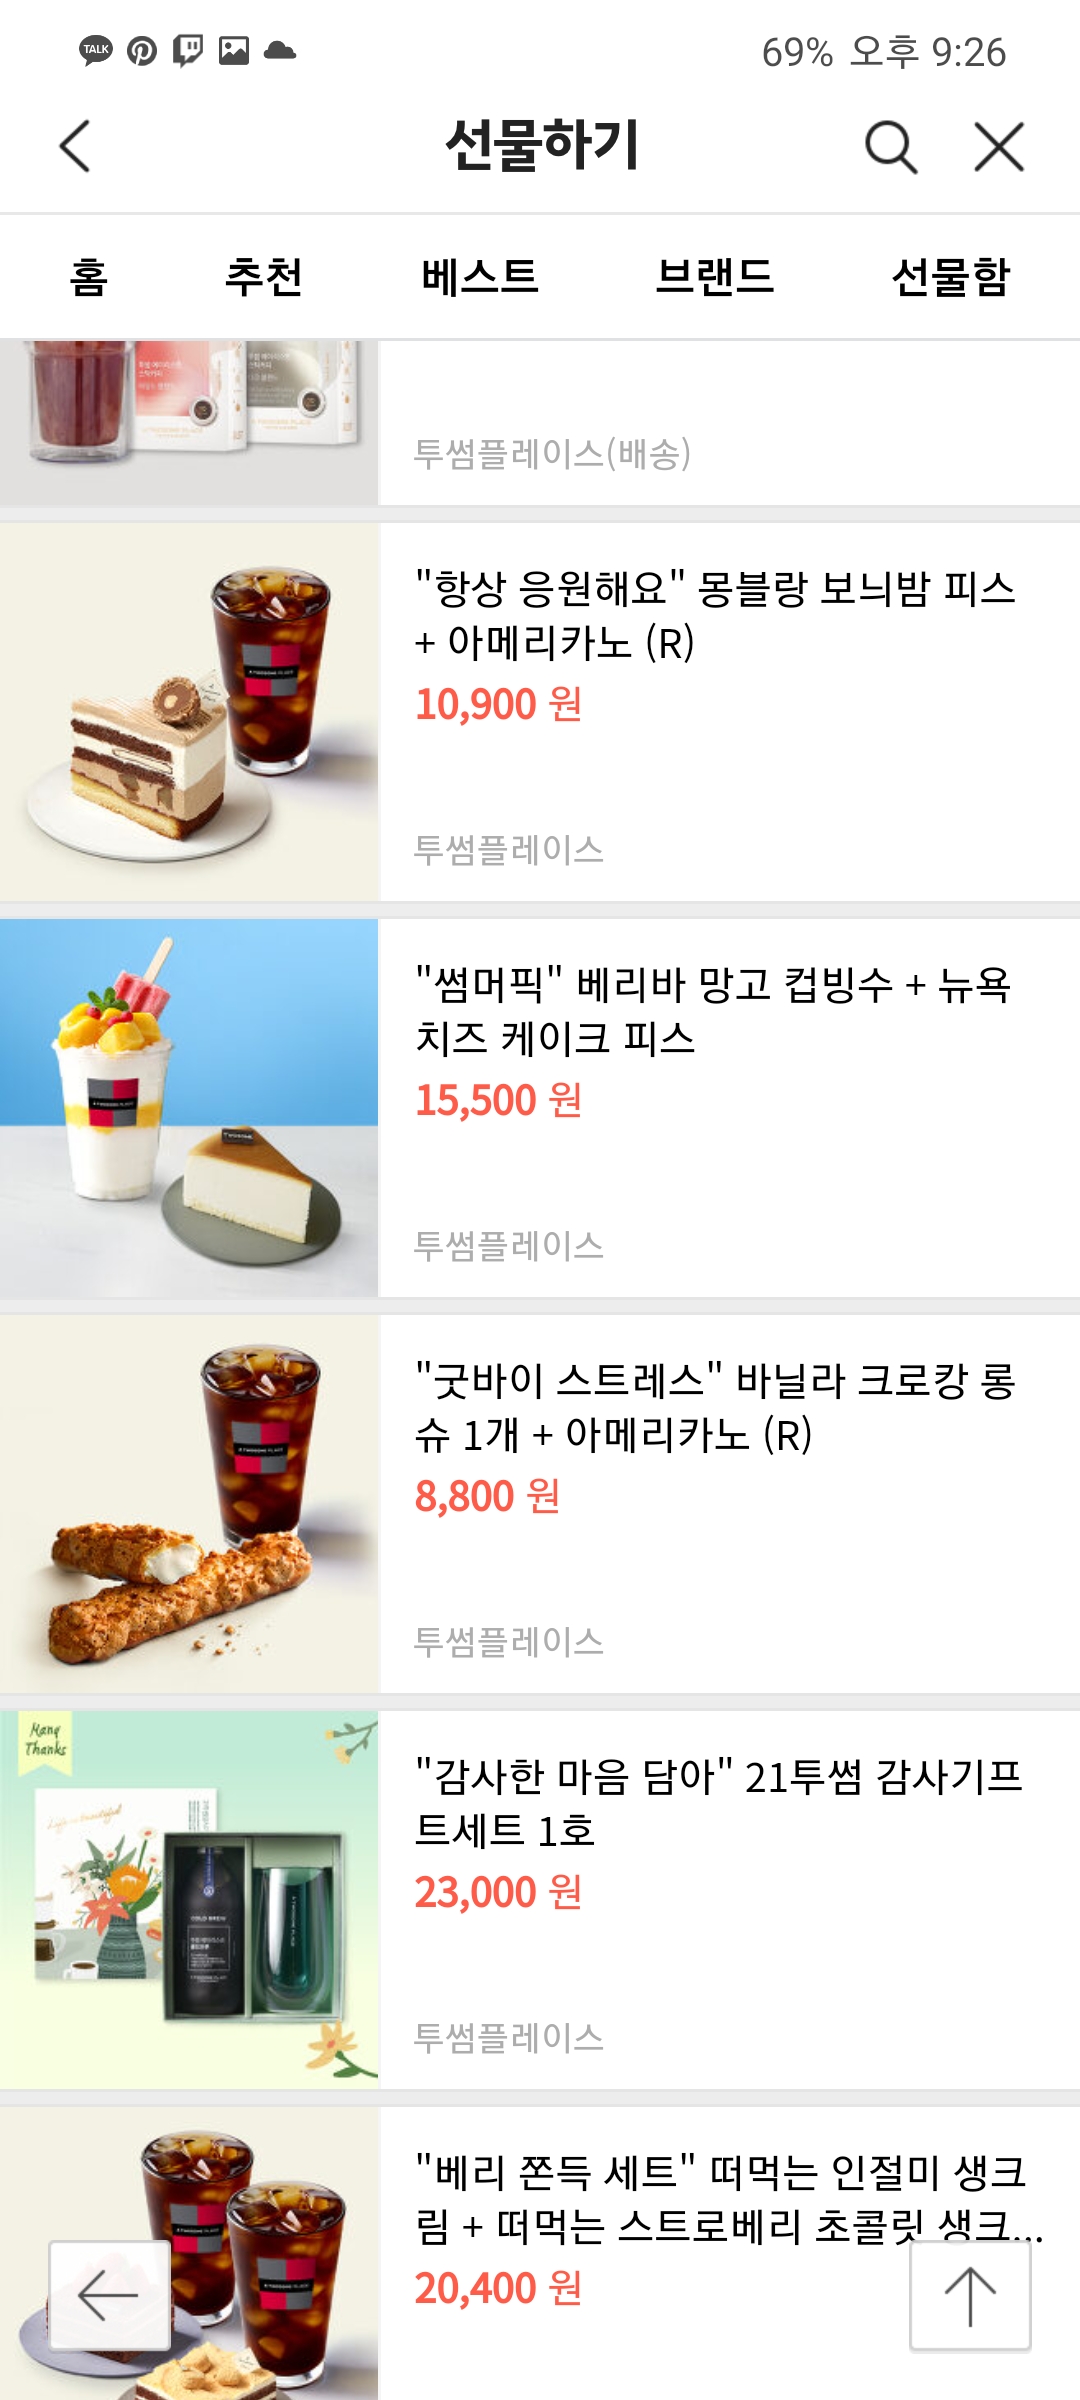 TALK
69% 오후 9:26
선물하기
홈 추천 베스트 브랜드 선물함
투썸플레이스(배송)
"항상 응원해요" 몽블랑 보늬밤 피스
+ 아메리카노 (R)
10,900 원
투썸플레이스
"썸머픽" 베리바 망고 컵빙수 + 뉴욕
치즈 케이크 피스
15,500 원
투썸플레이스
"굿바이 스트레스" 바닐라 크로캉 롱
슈 1개 + 아메리카노 (R)
8,800 원
투썸플레이스
Many
Thanks
COLD BREW
"감사한 마음 담아" 21투썸 감사기프
트세트 1호
23,000 원
투썸플레이스
"베리 쫀득 세트" 떠먹는 인절미 생크
림 + 떠먹는 스트로베리 초콜릿 생크...
20,400 원